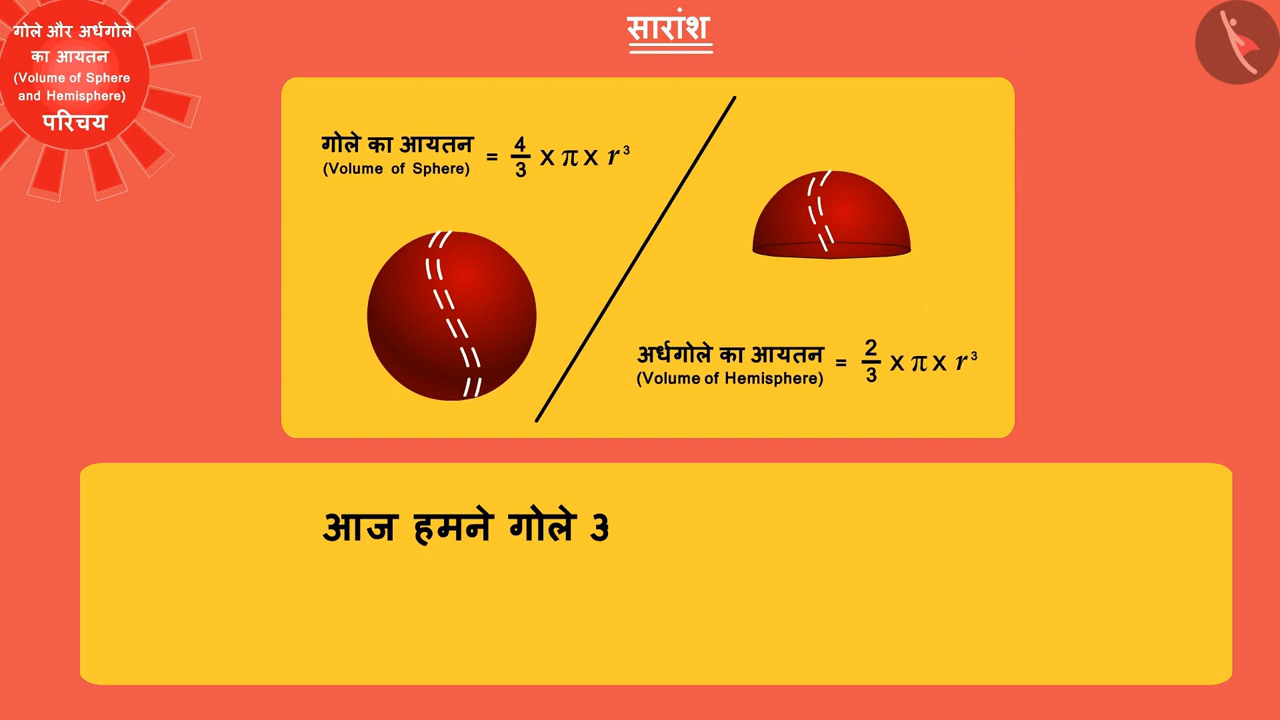 गोले और अर्धगोले
का आयतन
(Volume of Sphere
and Hemisphere)
परिचय
सारांश
गोले का आयतन
(Volume of Sphere)
= 4/3 x π x r³
अर्धगोले का आयतन
(Volume of Hemisphere)
= 2/3 x π x r³
आज हमने गोले